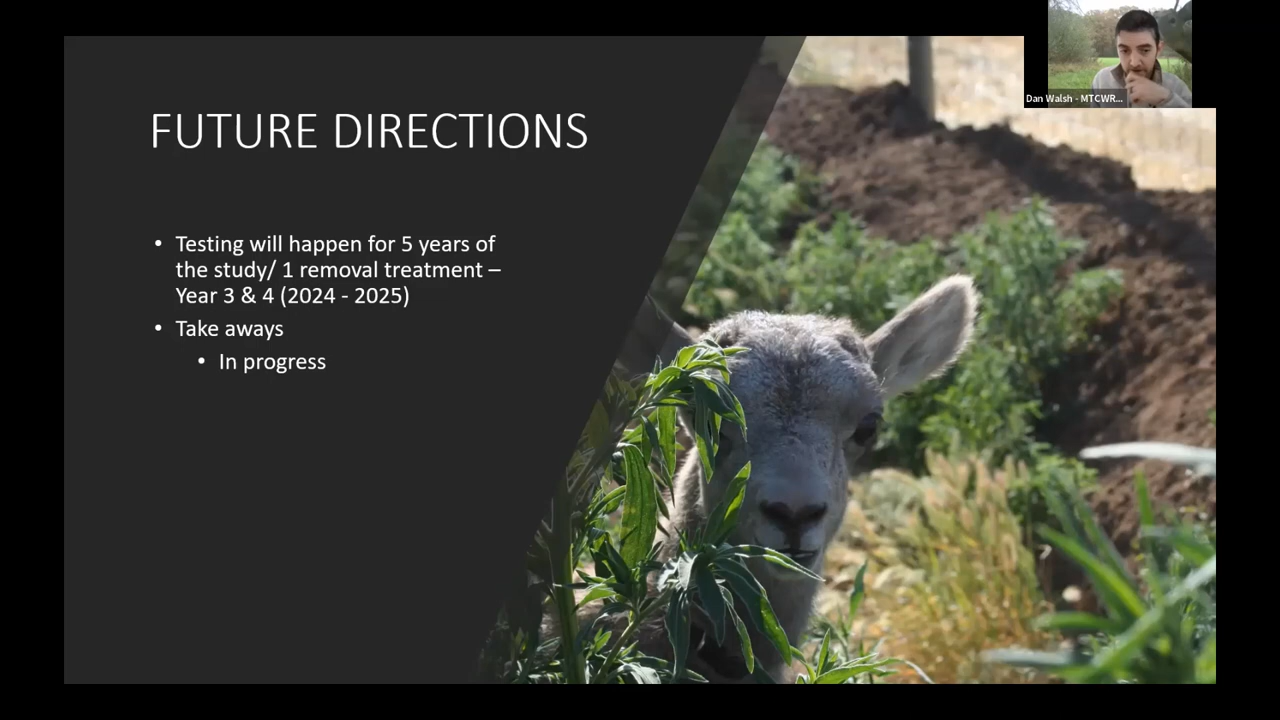 Dan Walsh - MTCWR...
FUTURE DIRECTIONS
• Testing will happen for 5 years of
the study/ 1 removal treatment –
Year 3 & 4 (2024 - 2025)
• Take aways
• In progress